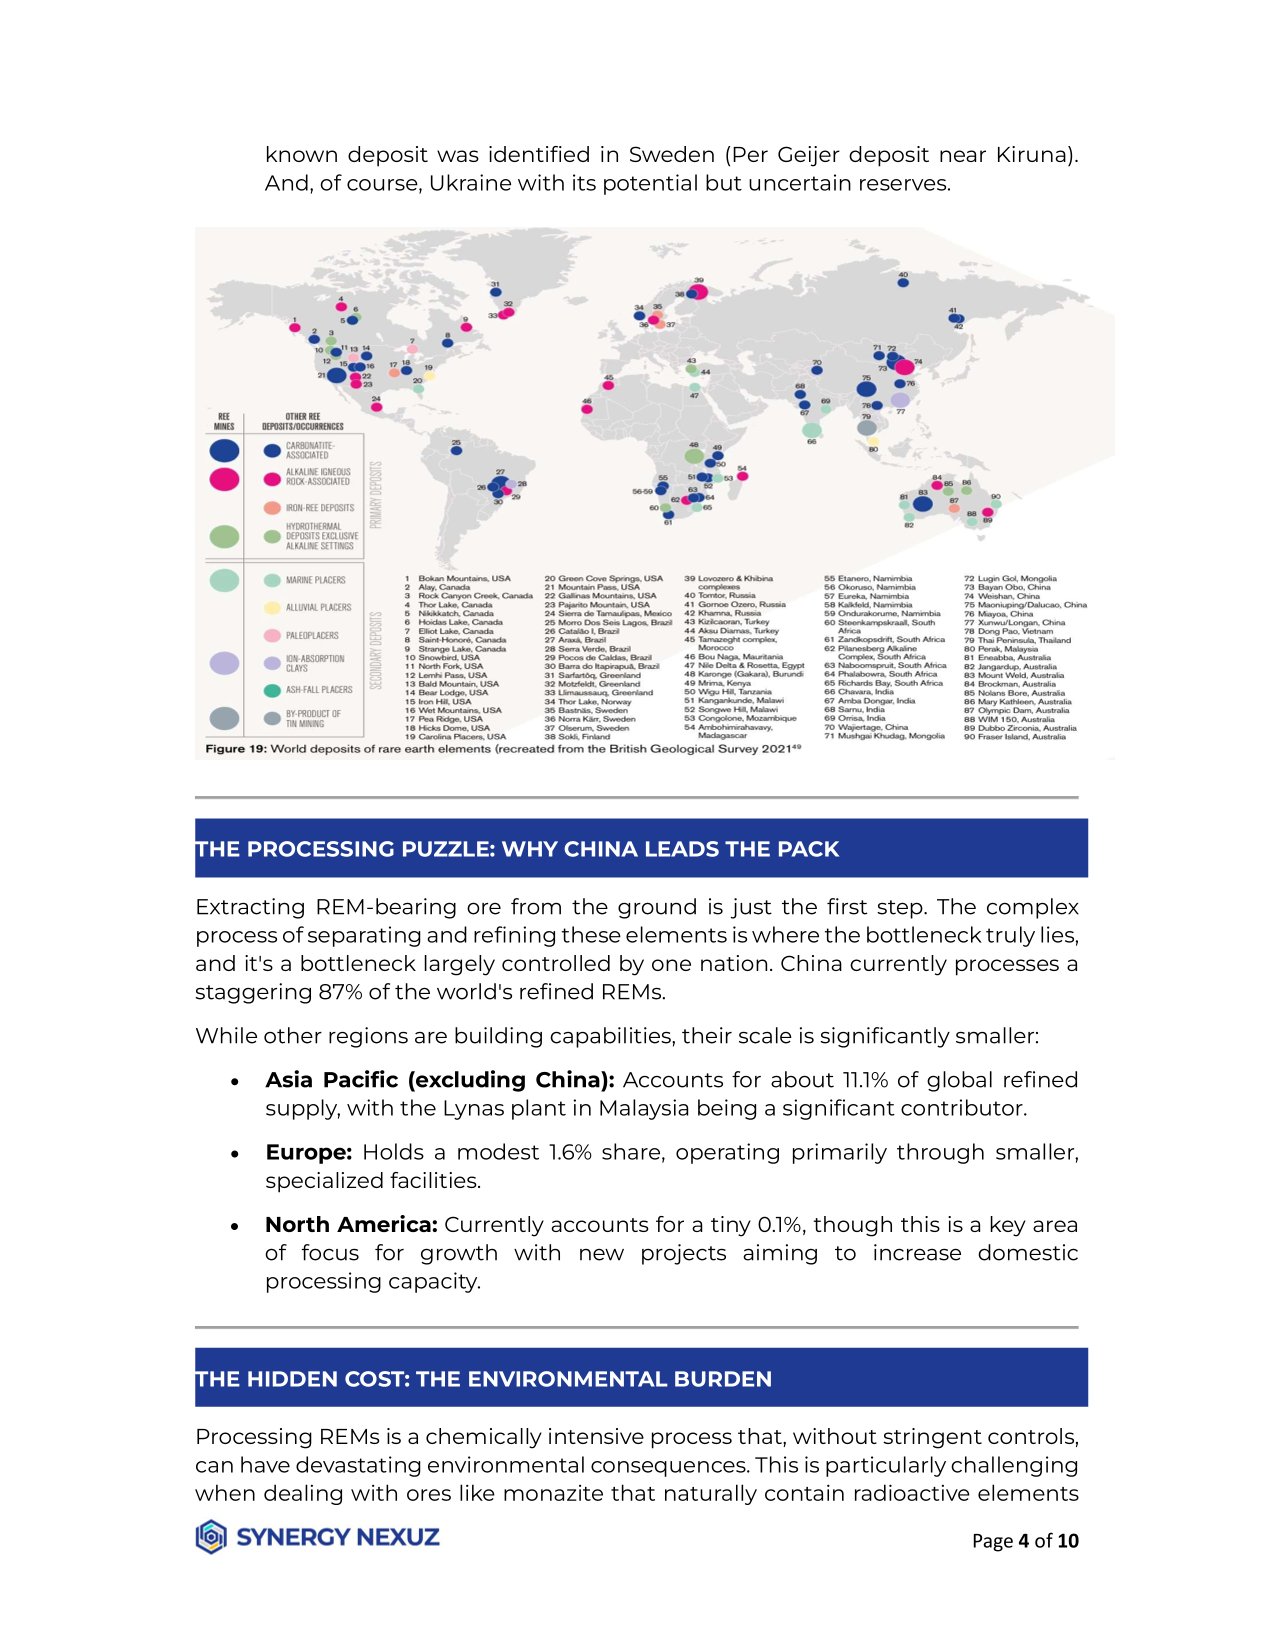 known deposit was identified in Sweden (Per Geijer deposit near Kiruna).
And, of course, Ukraine with its potential but uncertain reserves.
REE MINES
OTHER REE DEPOSITS/OCCURRENCES
CARBONATITE-ASSOCIATED
ALKALINE IGNEOUS ROCK-ASSOCIATED
IRON-REE DEPOSITS
HYDROTHERMAL DEPOSITS EXCLUSIVE ALKALINE SETTINGS
PRIMARY DEPOSITS
MARINE PLACERS
ALLUVIAL PLACERS
PALEOPLACERS
ION-ABSORPTION CLAYS
ASH-FALL PLACERS
BY-PRODUCT OF TIN MINING
SECONDARY DEPOSITS
1 Bokan Mountains, USA
2 Alay, Canada
3 Rock Canyon Creek, Canada
4 Thor Lake, Canada
5 Nikikkatch, Canada
6 Hoidas Lake, Canada
7 Elliot Lake, Canada
8 Saint-Honoré, Canada
9 Strange Lake, Canada
10 Snowbird, USA
11 North Fork, USA
12 Lemhi Pass, USA
13 Bald Mountain, USA
14 Bear Lodge, USA
15 Iron Hill, USA
16 Wet Mountains, USA
17 Pea Ridge, USA
18 Hicks Dome, USA
19 Carolina Placers, USA
20 Green Cove Springs, USA
21 Mountain Pass, USA
22 Gallinas Mountains, USA
23 Pajarito Mountain, USA
24 Sierra de Tamaulipas, Mexico
25 Morro Dos Seis Lagos, Brazil
26 Catalão I, Brazil
27 Araxá, Brazil
28 Serra Verde, Brazil
29 Pocos de Caldas, Brazil
30 Barra do Itapirapuã, Brazil
31 Sarfartôq, Greenland
32 Motzfeldt, Greenland
33 Llimaussauq, Greenland
34 Thor Lake, Norway
35 Bastnäs, Sweden
36 Norra Kärr, Sweden
37 Olserum, Sweden
38 Sokli, Finland
39 Lovozero & Khibina
complexes
40 Tomtor, Russia
41 Gornoe Ozero, Russia
42 Khamna, Russia
43 Kizilcaoran, Turkey
44 Aksu Diamas, Turkey
45 Tamazeght complex,
Morocco
46 Bou Naga, Mauritania
47 Nile Delta & Rosetta, Egypt
48 Karonge (Gakara), Burundi
49 Mrima, Kenya
50 Wigu Hill, Tanzania
51 Kangankunde, Malawi
52 Songwe Hill, Malawi
53 Congolone, Mozambique
54 Ambohimirahavavy,
Madagascar
55 Etanero, Namimbia
56 Okoruso, Namimbia
57 Eureka, Namimbia
58 Kalkfeld, Namimbia
59 Ondurakorume, Namimbia
60 Steenkampskraal, South
Africa
61 Zandkopsdrift, South Africa
62 Pilanesberg Alkaline
Complex, South Africa
63 Naboomspruit, South Africa
64 Phalabowra, South Africa
65 Richards Bay, South Africa
66 Chavara, India
67 Amba Dongar, India
68 Sarnu, India
69 Orrisa, India
70 Wajiertage, China
71 Mushgai Khudag, Mongolia
72 Lugin Gol, Mongolia
73 Bayan Obo, China
74 Weishan, China
75 Maoniuping/Dalucao, China
76 Miayoa, China
77 Xunwu/Longan, China
78 Dong Pao, Vietnam
79 Thai Peninsula, Thailand
80 Perak, Malaysia
81 Eneabba, Australia
82 Jangardup, Australia
83 Mount Weld, Australia
84 Brockman, Australia
85 Nolans Bore, Australia
86 Mary Kathleen, Australia
87 Olympic Dam, Australia
88 WIM 150, Australia
89 Dubbo Zirconia, Australia
90 Fraser Island, Australia
Figure 19: World deposits of rare earth elements (recreated from the British Geological Survey 2021⁴⁹
THE PROCESSING PUZZLE: WHY CHINA LEADS THE PACK
Extracting REM-bearing ore from the ground is just the first step. The complex
process of separating and refining these elements is where the bottleneck truly lies,
and it's a bottleneck largely controlled by one nation. China currently processes a
staggering 87% of the world's refined REMs.
While other regions are building capabilities, their scale is significantly smaller:
• Asia Pacific (excluding China): Accounts for about 11.1% of global refined
supply, with the Lynas plant in Malaysia being a significant contributor.
• Europe: Holds a modest 1.6% share, operating primarily through smaller,
specialized facilities.
• North America: Currently accounts for a tiny 0.1%, though this is a key area
of focus for growth with new projects aiming to increase domestic
processing capacity.
THE HIDDEN COST: THE ENVIRONMENTAL BURDEN
Processing REMs is a chemically intensive process that, without stringent controls,
can have devastating environmental consequences. This is particularly challenging
when dealing with ores like monazite that naturally contain radioactive elements
SYNERGY NEXUZ
Page 4 of 10